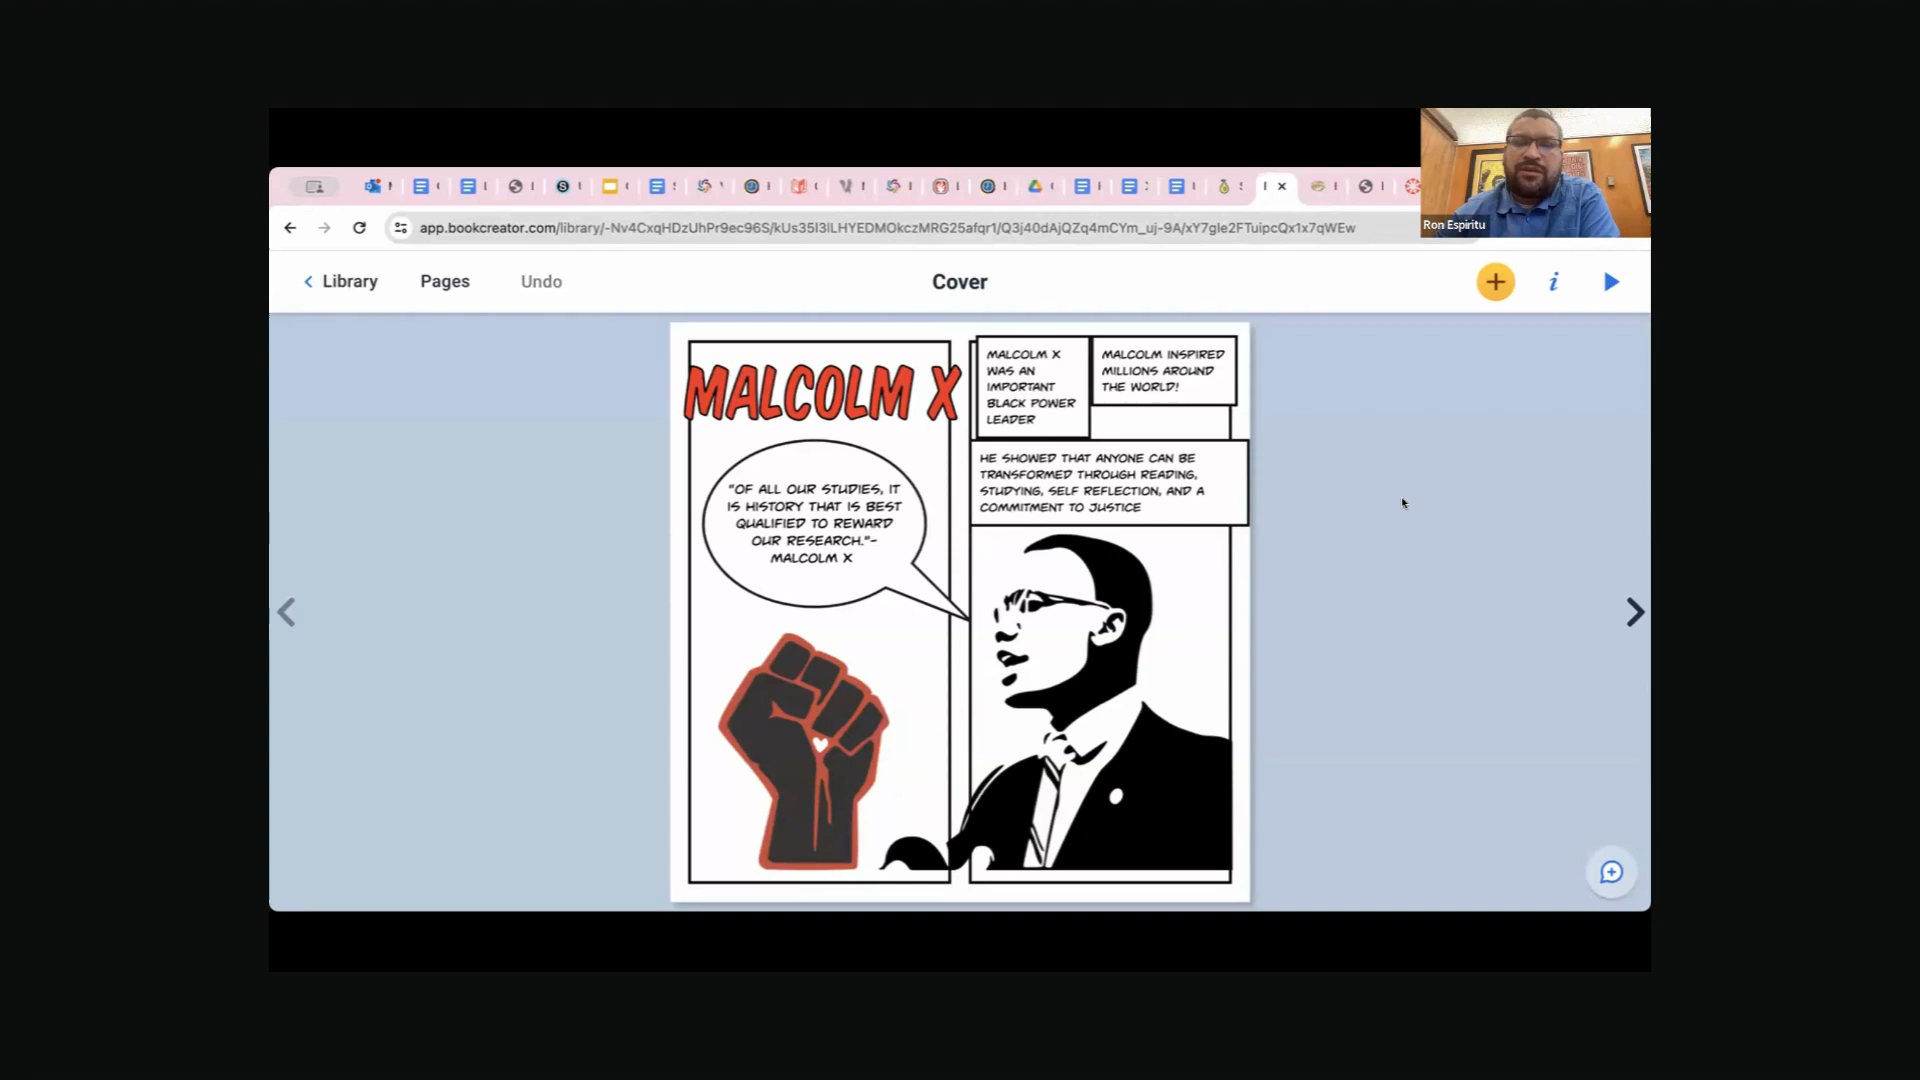 Ron Espiritu
app.bookcreator.com/library/-Nv4CxqHDzUhPr9ec96S/kUs35I3lLHYEDMOkczMRG25afqr1/Q3j40dAjQZq4mCYm_uj-9A/xY7gle2FTuipcQx1x7qWEw
Library
Pages
Undo
Cover
MALCOLM X
"OF ALL OUR STUDIES, IT
IS HISTORY THAT IS BEST
QUALIFIED TO REWARD
OUR RESEARCH."-
MALCOLM X
MALCOLM X
WAS AN
IMPORTANT
BLACK POWER
LEADER
MALCOLM INSPIRED
MILLIONS AROUND
THE WORLD!
HE SHOWED THAT ANYONE CAN BE
TRANSFORMED THROUGH READING,
STUDYING, SELF REFLECTION, AND A
COMMITMENT TO JUSTICE